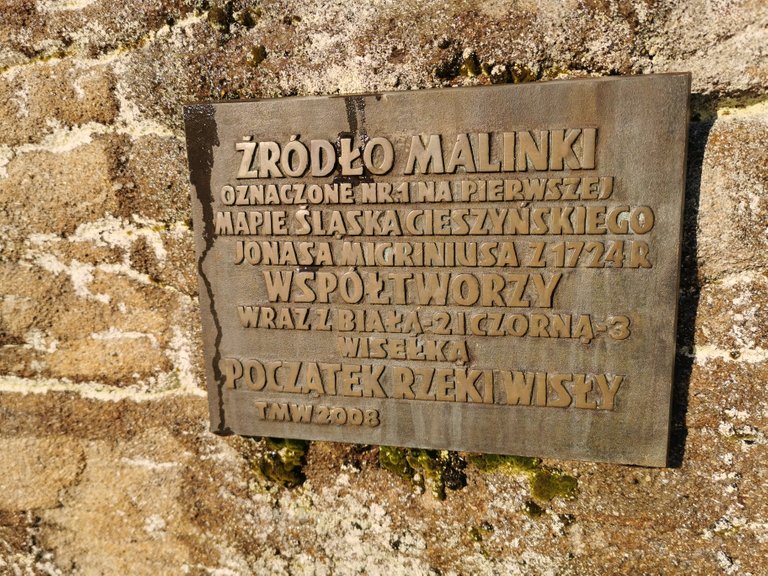 ŹRÓDŁO MALINKI
OZNACZONE NR·1 NA PIERWSZEJ
MAPIE ŚLĄSKA CIESZYŃSKIEGO
JONASA MIGRINIUSA Z 1724 R
WSPÓŁTWORZY
WRAZ Z BIAŁĄ-2 I CZORNĄ-3
WISEŁKĄ
POCZĄTEK RZEKI WISŁY
TMW 2008